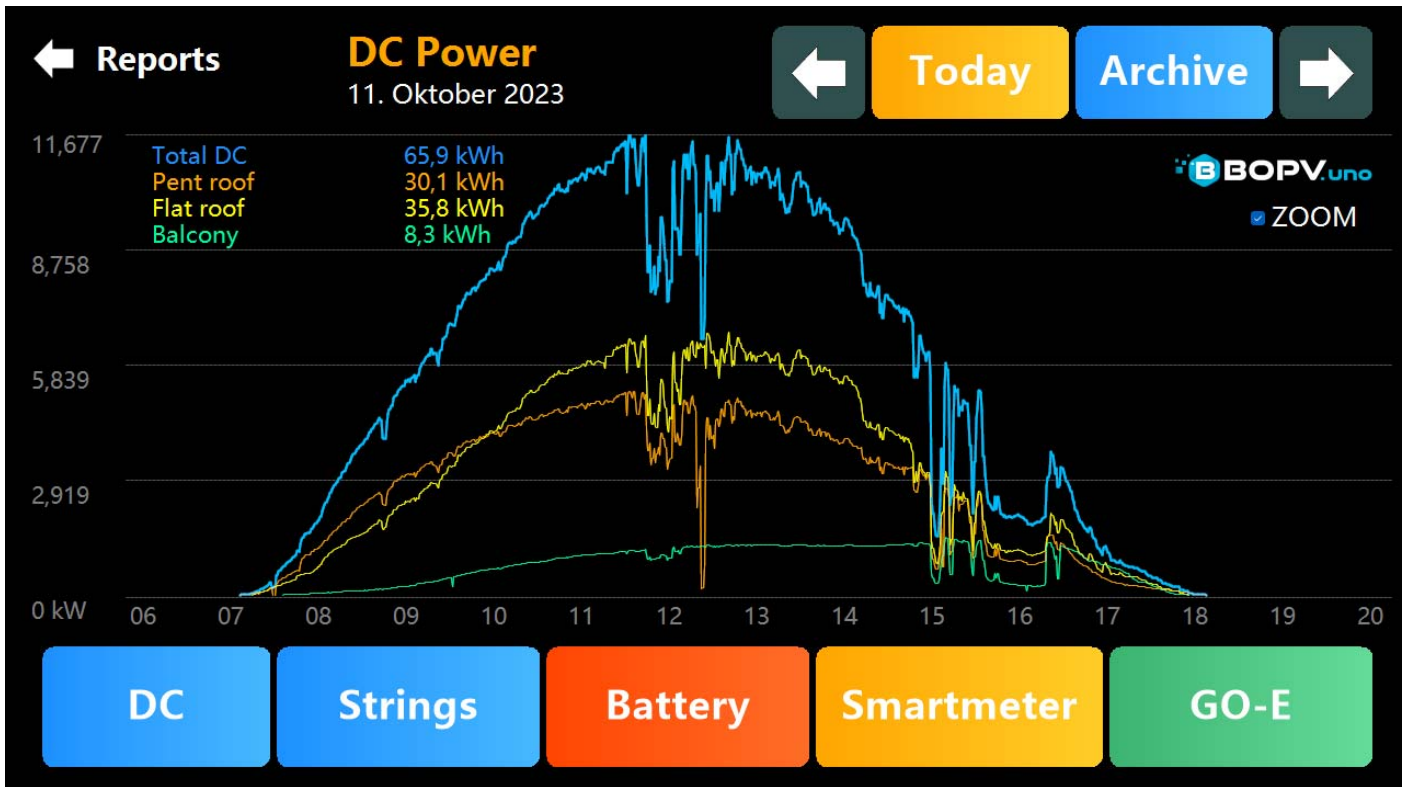 Reports
DC Power
11. Oktober 2023
Today
Archive
11,677
8,758
5,839
2,919
0 kW
Total DC 65,9 kWh
Pent roof 30,1 kWh
Flat roof 35,8 kWh
Balcony 8,3 kWh
B BOPV.uno
ZOOM
06 07 08 09 10 11 12 13 14 15 16 17 18 19 20
DC
Strings
Battery
Smartmeter
GO-E